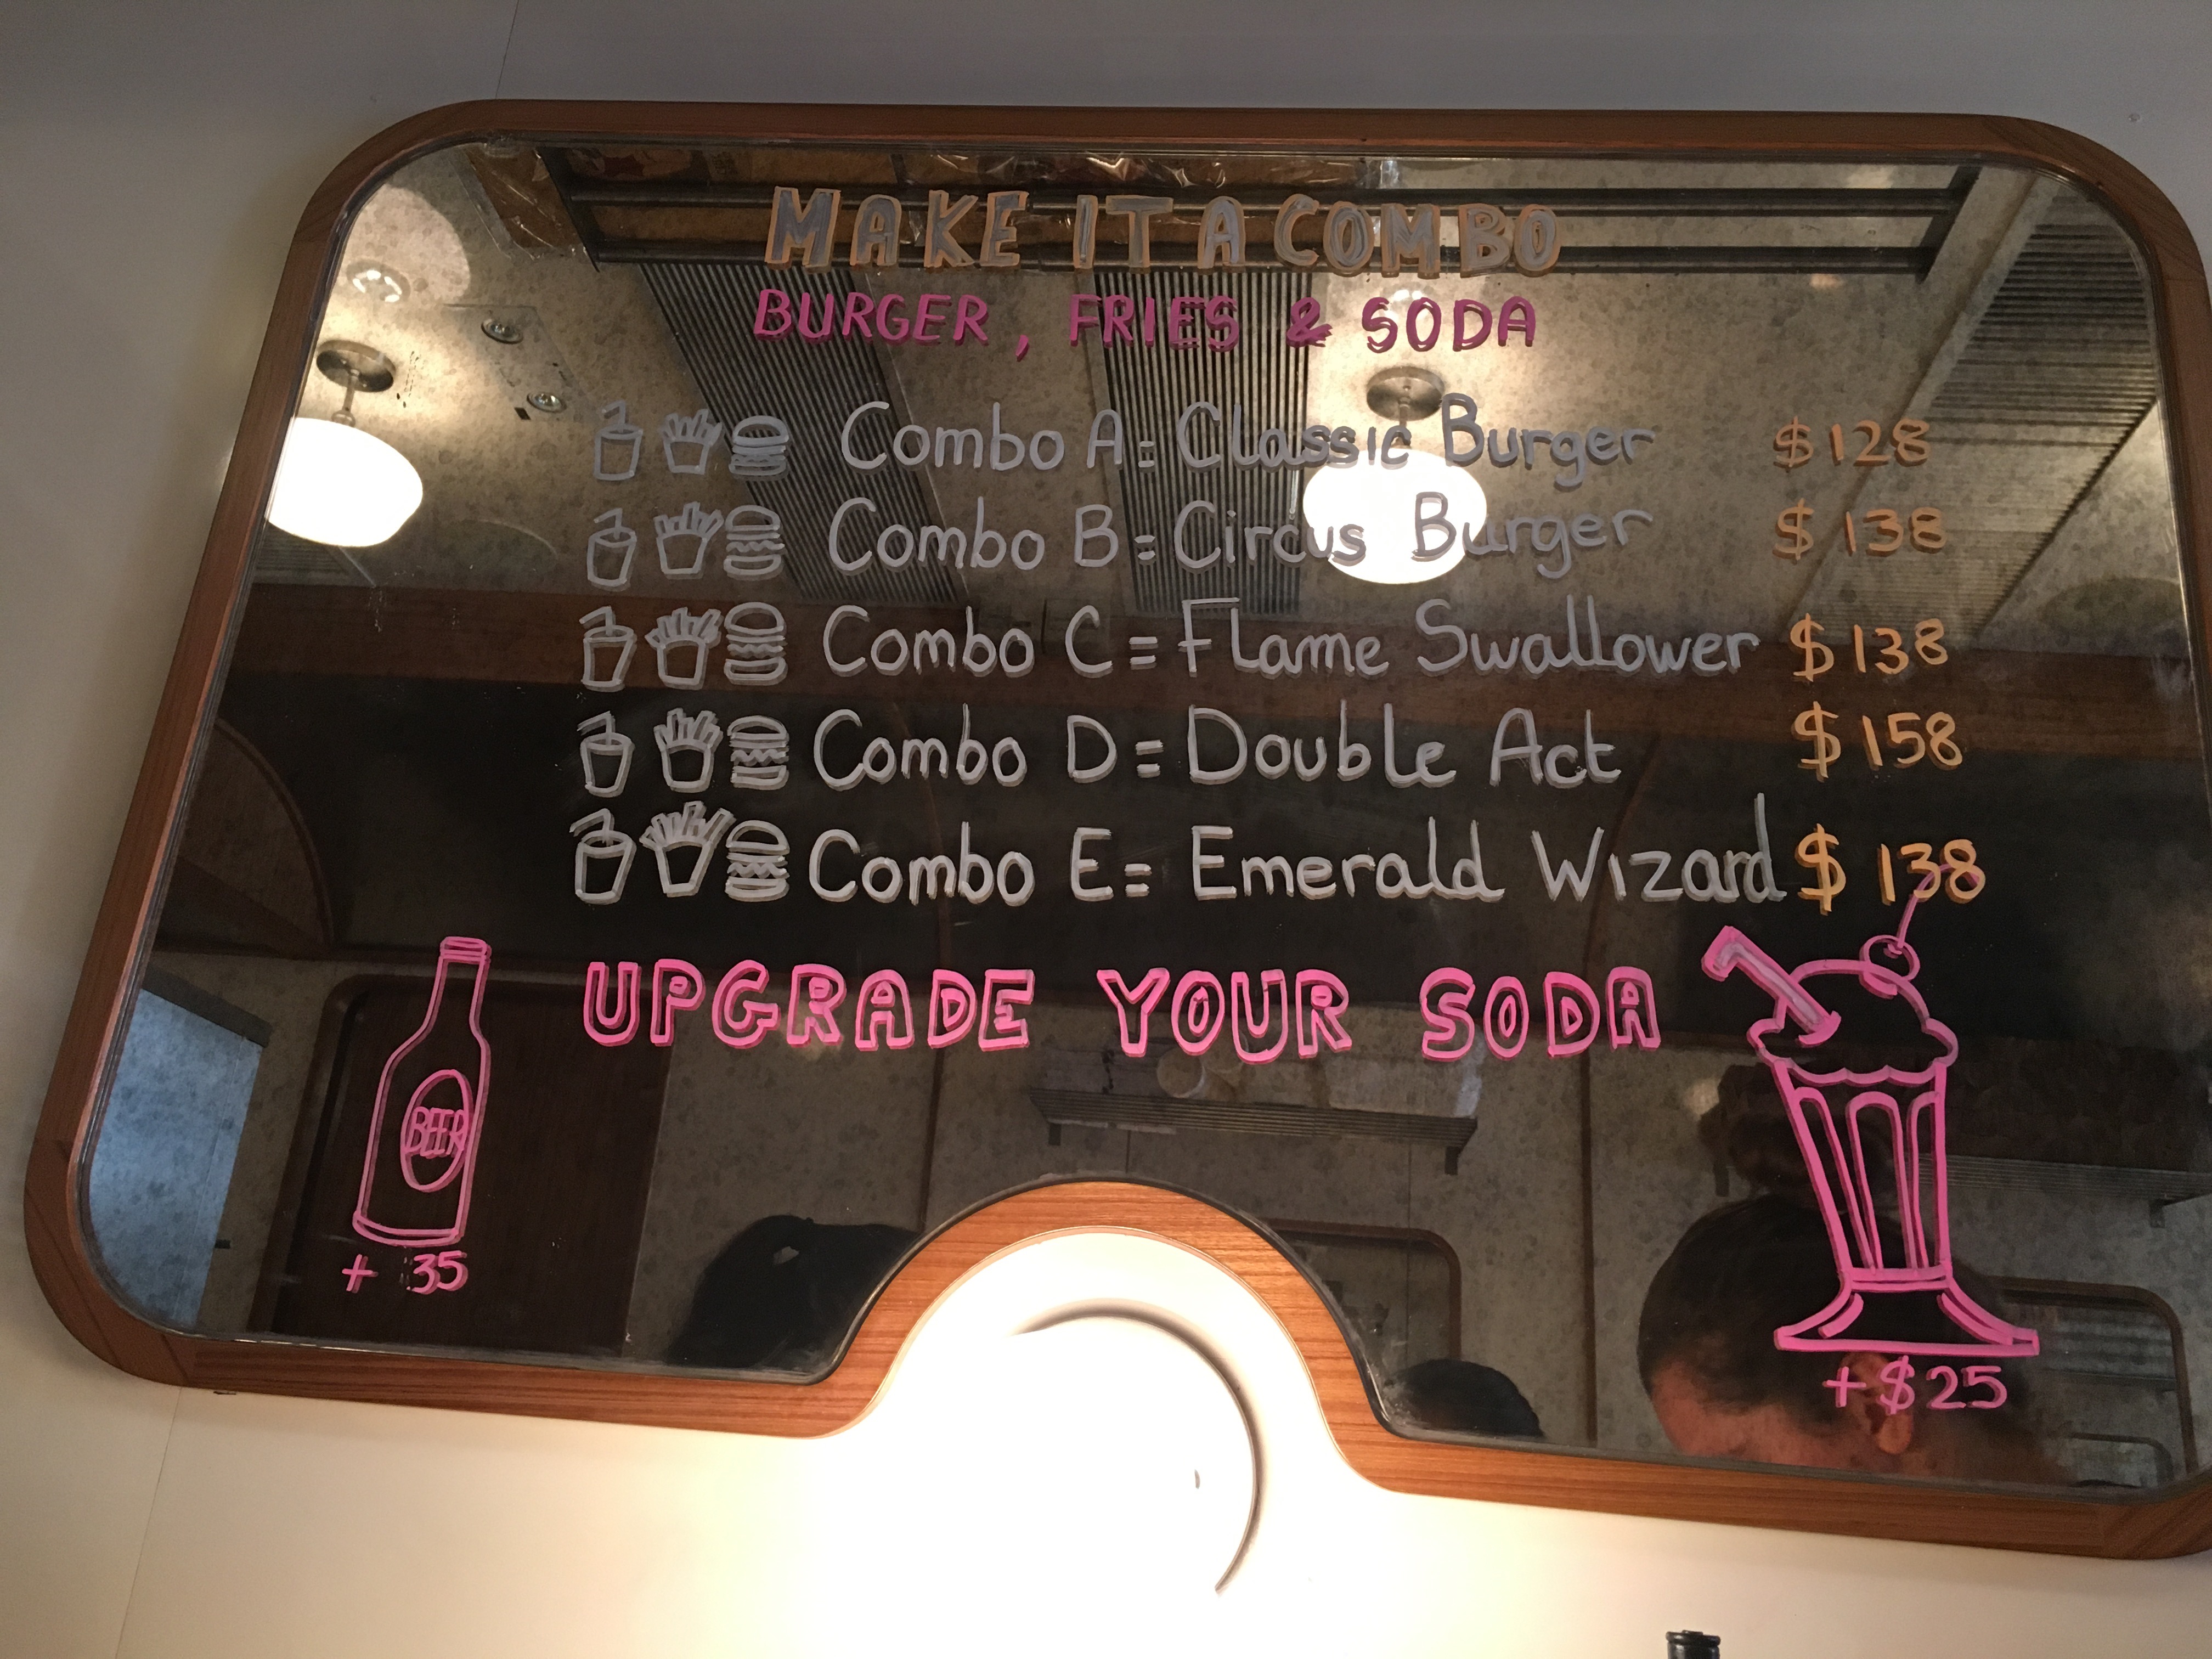 MAKE IT A COMBO
BURGER, FRIES & SODA
Combo A = Classic Burger $128
Combo B = Circus Burger $138
Combo C = Flame Swallower $138
Combo D = Double Act $158
Combo E = Emerald Wizard $138
UPGRADE YOUR SODA
BEER
+ 35
+$25